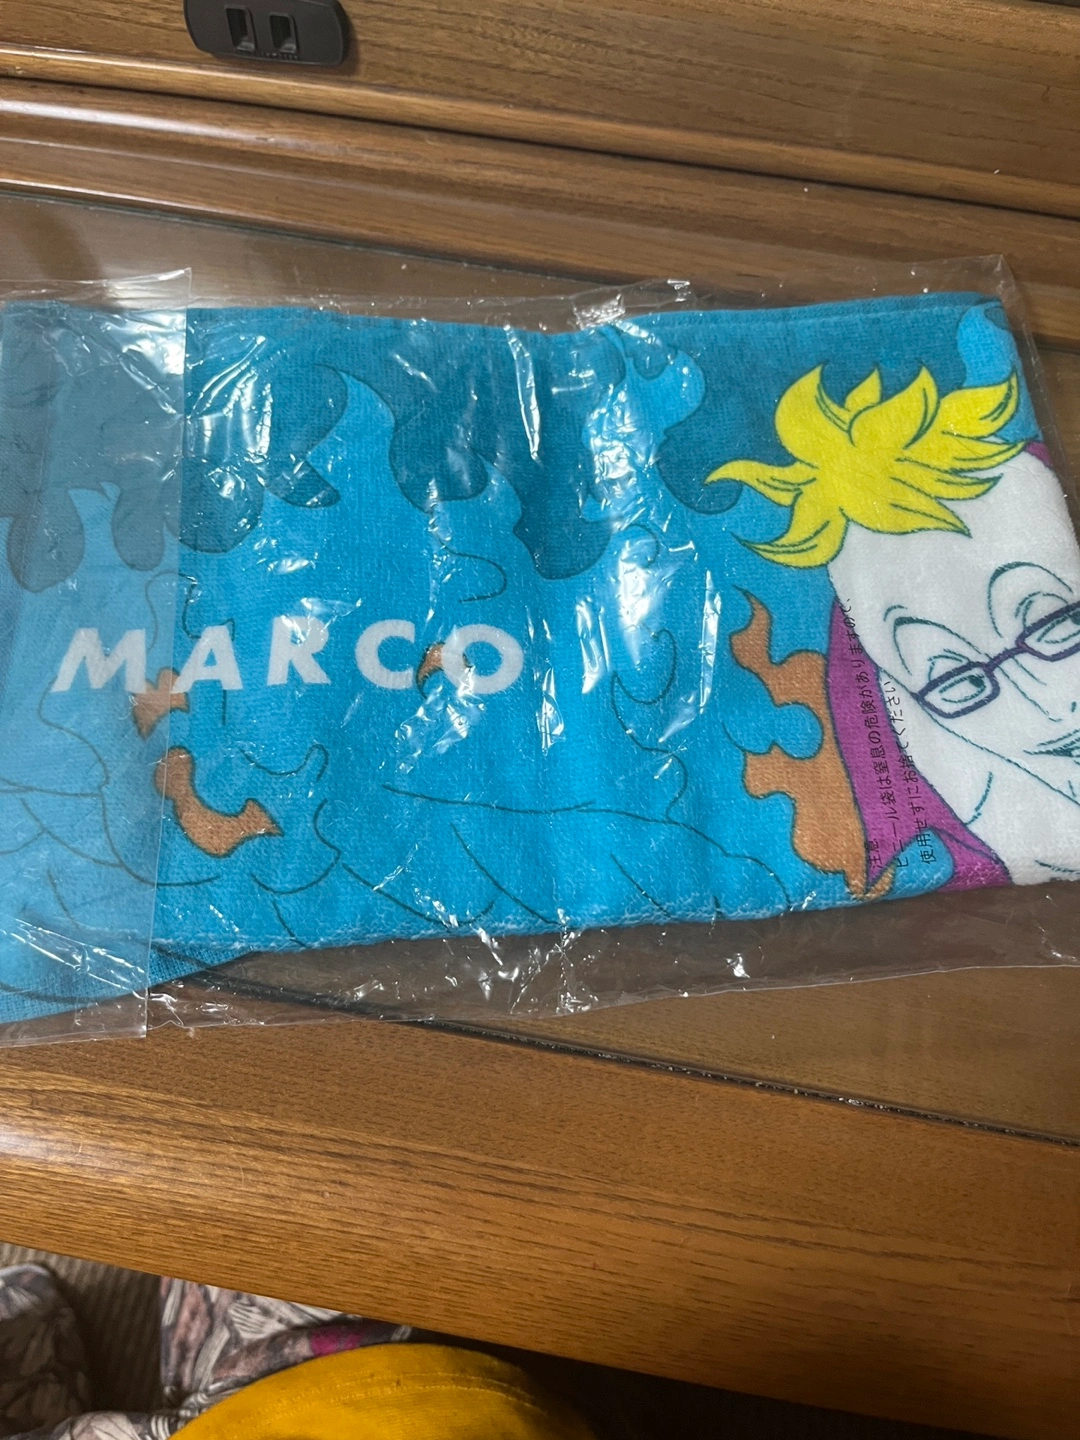 MARCO
注意
ビニール袋は窒息の危険がありますので、
使用せずにお捨てください